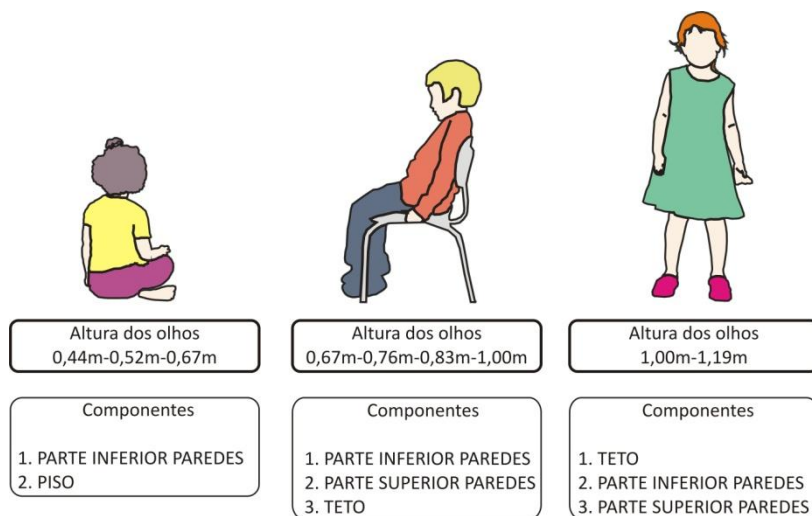 Altura dos olhos
0,44m-0,52m-0,67m
Componentes
1. PARTE INFERIOR PAREDES
2. PISO
Altura dos olhos
0,67m-0,76m-0,83m-1,00m
Componentes
1. PARTE INFERIOR PAREDES
2. PARTE SUPERIOR PAREDES
3. TETO
Altura dos olhos
1,00m-1,19m
Componentes
1. TETO
2. PARTE INFERIOR PAREDES
3. PARTE SUPERIOR PAREDES